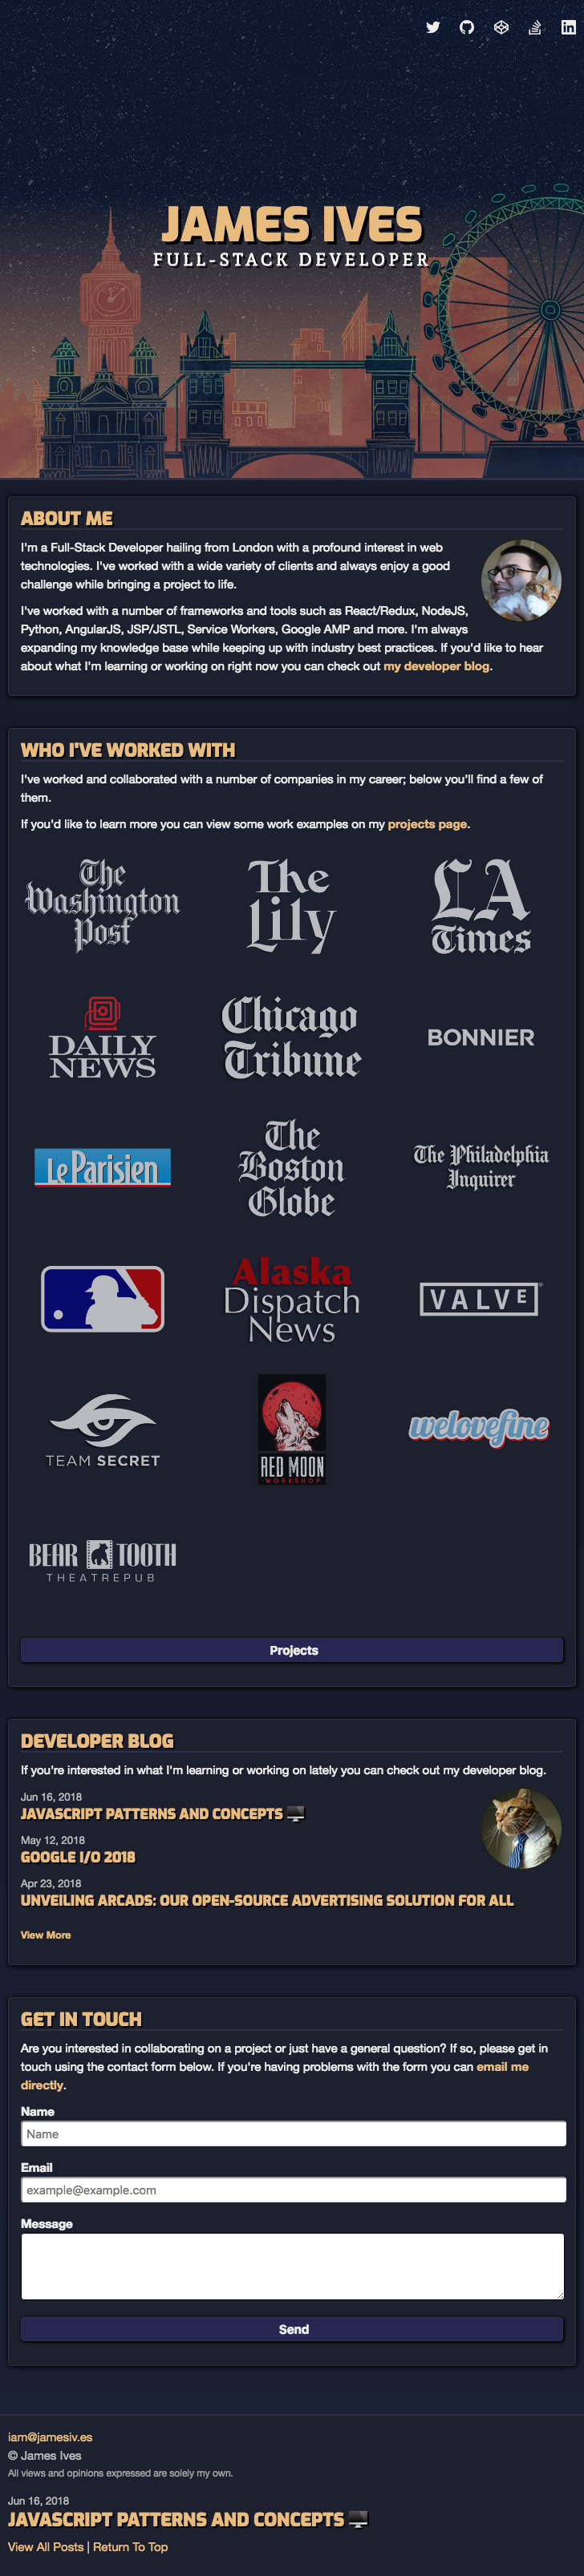 JAMES IVES
FULL-STACK DEVELOPER
ABOUT ME
I'm a Full-Stack Developer hailing from London with a profound interest in web
technologies. I've worked with a wide variety of clients and always enjoy a good
challenge while bringing a project to life.
I've worked with a number of frameworks and tools such as React/Redux, NodeJS,
Python, AngularJS, JSP/JSTL, Service Workers, Google AMP and more. I'm always
expanding my knowledge base while keeping up with industry best practices. If you'd like to hear
about what I'm learning or working on right now you can check out my developer blog.
WHO I'VE WORKED WITH
I've worked and collaborated with a number of companies in my career; below you'll find a few of
them.
If you'd like to learn more you can view some work examples on my projects page.
The
Washington
Post
The
Lily
LA
Times
DAILY
NEWS
Chicago
Tribune
BONNIER
Le Parisien
The
Boston
Globe
The Philadelphia
Inquirer
Alaska
Dispatch
News
VALVE
TEAM SECRET
RED MOON
WORKSHOP
welovefine
BEAR TOOTH
THEATREPUB
Projects
DEVELOPER BLOG
If you're interested in what I'm learning or working on lately you can check out my developer blog.
Jun 16, 2018
JAVASCRIPT PATTERNS AND CONCEPTS
May 12, 2018
GOOGLE I/O 2018
Apr 23, 2018
UNVEILING ARCADS: OUR OPEN-SOURCE ADVERTISING SOLUTION FOR ALL
View More
GET IN TOUCH
Are you interested in collaborating on a project or just have a general question? If so, please get in
touch using the contact form below. If you're having problems with the form you can email me
directly.
Name
Name
Email
example@example.com
Message
Send
iam@jamesiv.es
© James Ives
All views and opinions expressed are solely my own.
Jun 16, 2018
JAVASCRIPT PATTERNS AND CONCEPTS
View All Posts | Return To Top